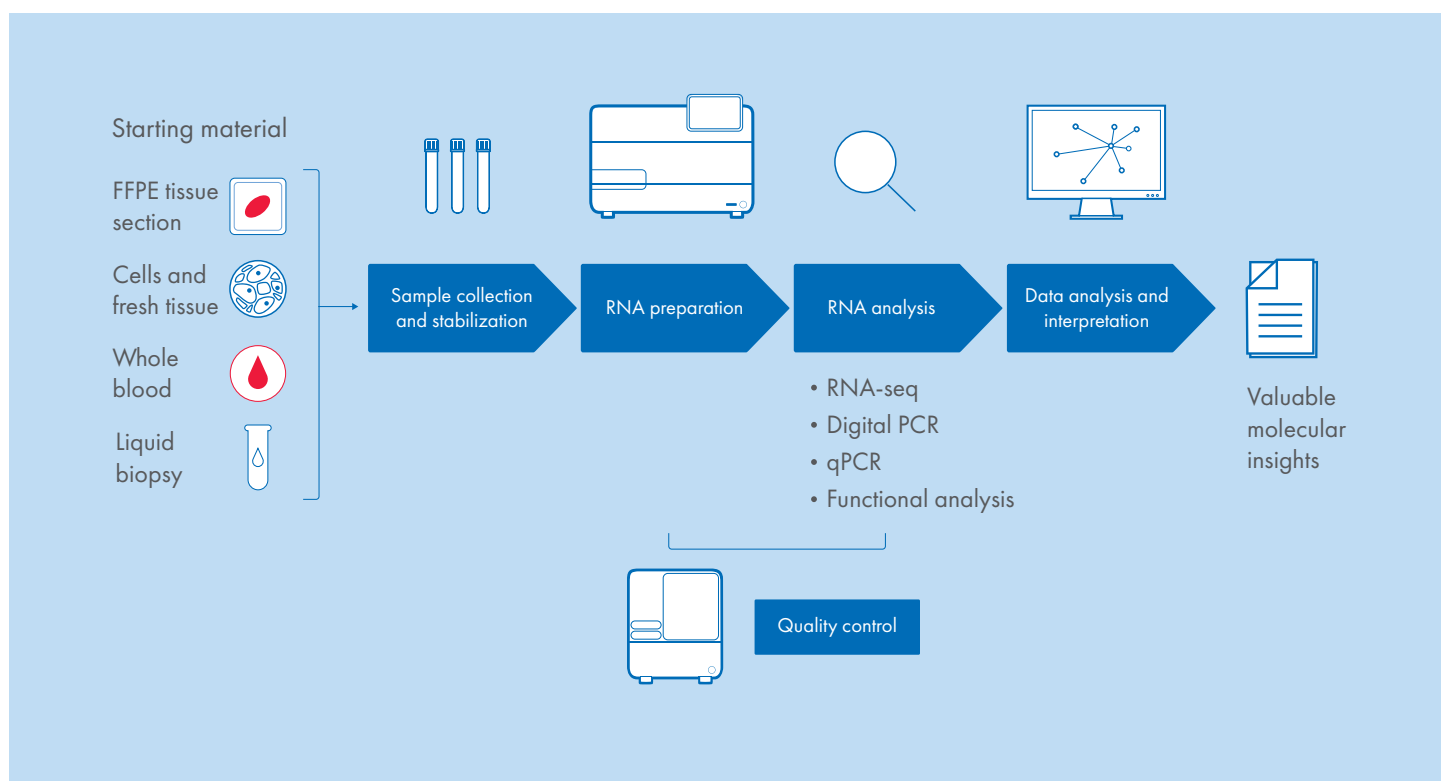 Starting material
FFPE tissue
section
Cells and
fresh tissue
Whole
blood
Liquid
biopsy
Sample collection
and stabilization
RNA preparation
RNA analysis
• RNA-seq
• Digital PCR
• qPCR
• Functional analysis
Data analysis and
interpretation
Valuable
molecular
insights
Quality control